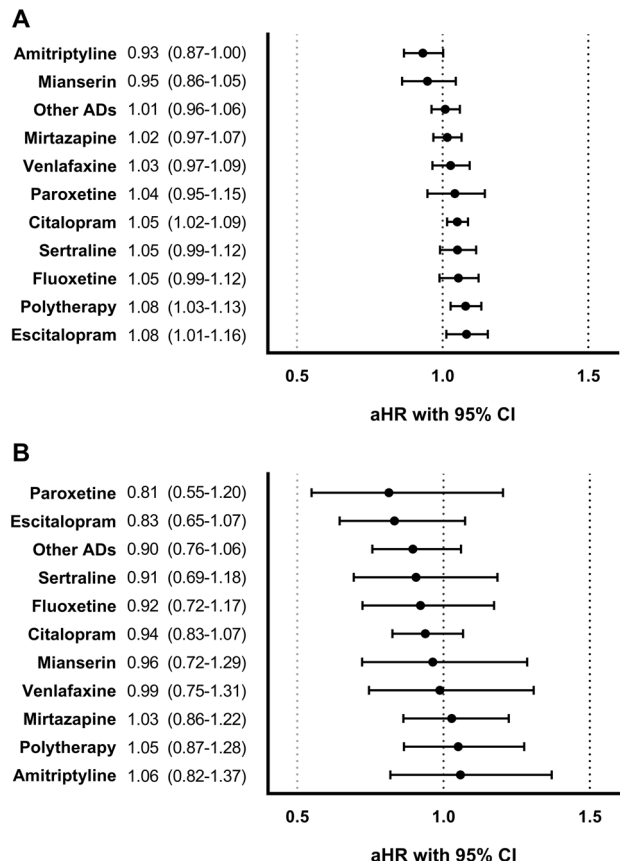 A
Amitriptyline 0.93 (0.87-1.00)
Mianserin 0.95 (0.86-1.05)
Other ADs 1.01 (0.96-1.06)
Mirtazapine 1.02 (0.97-1.07)
Venlafaxine 1.03 (0.97-1.09)
Paroxetine 1.04 (0.95-1.15)
Citalopram 1.05 (1.02-1.09)
Sertraline 1.05 (0.99-1.12)
Fluoxetine 1.05 (0.99-1.12)
Polytherapy 1.08 (1.03-1.13)
Escitalopram 1.08 (1.01-1.16)
0.5 1.0 1.5
aHR with 95% CI
B
Paroxetine 0.81 (0.55-1.20)
Escitalopram 0.83 (0.65-1.07)
Other ADs 0.90 (0.76-1.06)
Sertraline 0.91 (0.69-1.18)
Fluoxetine 0.92 (0.72-1.17)
Citalopram 0.94 (0.83-1.07)
Mianserin 0.96 (0.72-1.29)
Venlafaxine 0.99 (0.75-1.31)
Mirtazapine 1.03 (0.86-1.22)
Polytherapy 1.05 (0.87-1.28)
Amitriptyline 1.06 (0.82-1.37)
0.5 1.0 1.5
aHR with 95% CI